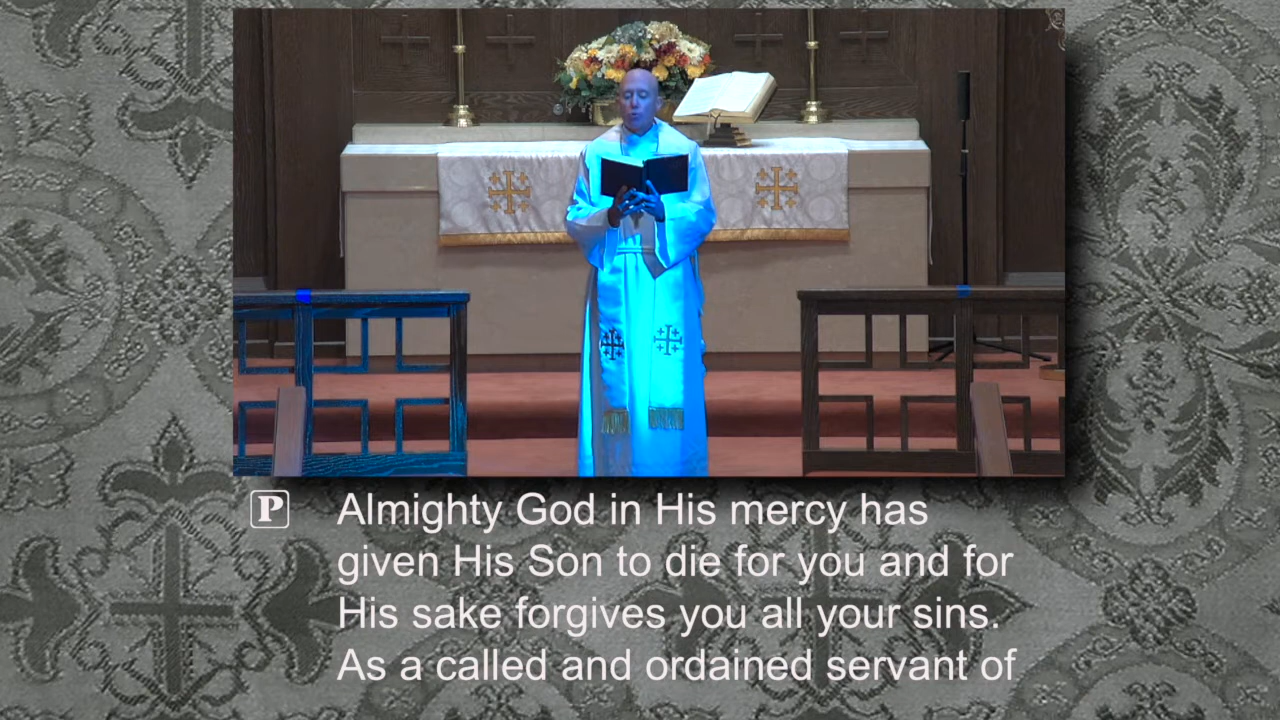 P Almighty God in His mercy has
given His Son to die for you and for
His sake forgives you all your sins.
As a called and ordained servant of